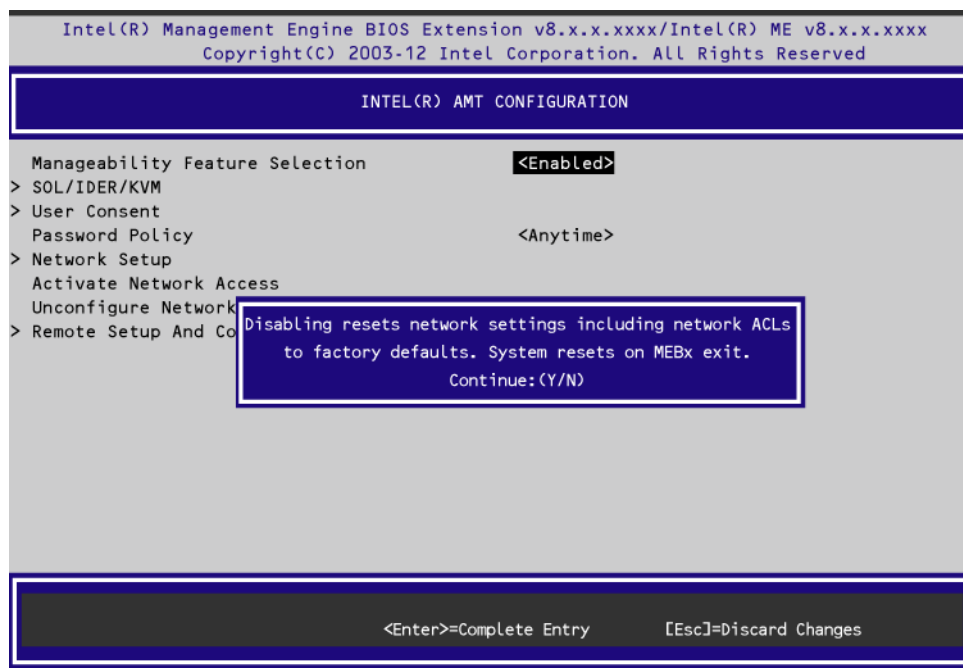 Intel(R) Management Engine BIOS Extension v8.x.x.xxxx/Intel(R) ME v8.x.x.xxxx
Copyright(C) 2003-12 Intel Corporation. All Rights Reserved
INTEL(R) AMT CONFIGURATION
Manageability Feature Selection <Enabled>
> SOL/IDER/KVM
> User Consent
Password Policy <Anytime>
> Network Setup
Activate Network Access
Unconfigure Network
> Remote Setup And Co
Disabling resets network settings including network ACLs
to factory defaults. System resets on MEBx exit.
Continue:(Y/N)
<Enter>=Complete Entry [Esc]=Discard Changes